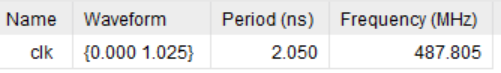 Name Waveform Period (ns) Frequency (MHz)
clk {0.000 1.025} 2.050 487.805